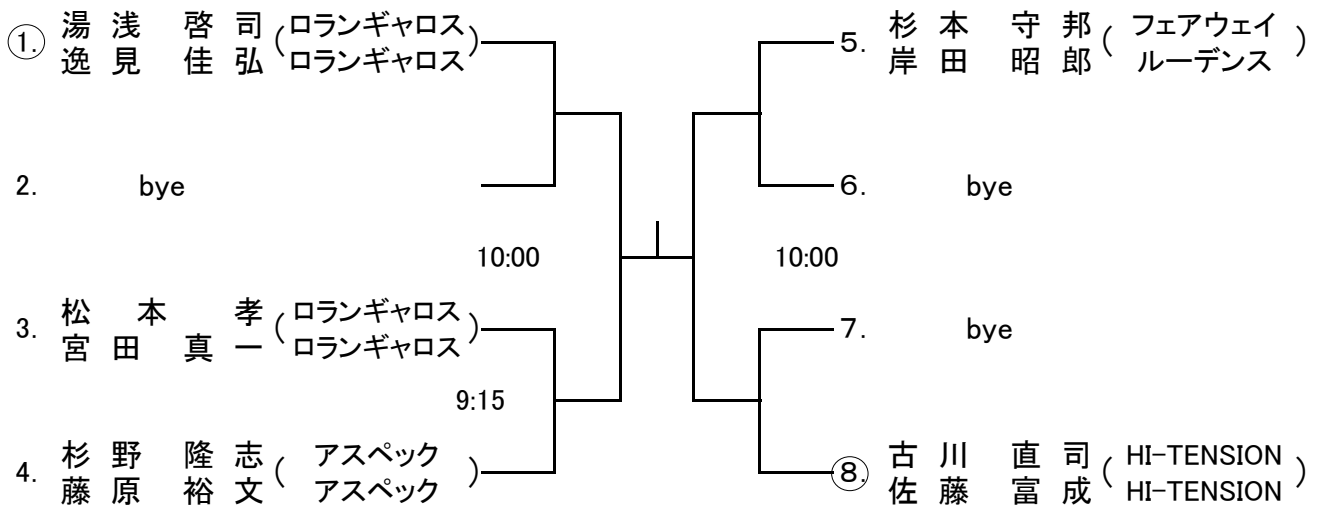 1. 湯浅 啓司 (ロランギャロス)
逸見 佳弘 (ロランギャロス)
2. bye
10:00
3. 松本 孝 (ロランギャロス)
宮田 真一 (ロランギャロス)
9:15
4. 杉野 隆志 (アスペック)
藤原 裕文 (アスペック)
5. 杉本 守邦 (フェアウェイ)
岸田 昭郎 (ルーデンス)
6. bye
10:00
7. bye
8. 古川 直司 (HI-TENSION)
佐藤 富成 (HI-TENSION)